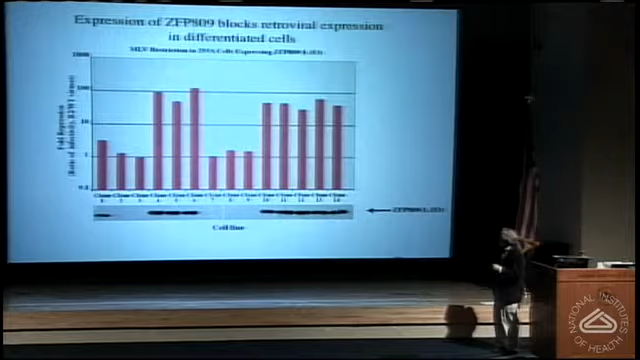 Expression of ZFP809 blocks retroviral expression
in differentiated cells
MLV Restriction in 293A Cells Expressing ZFP809
Fold Repression
1000
100
10
1
0.1
Clone 1
Clone 2
Clone 3
Clone 4
Clone 5
Clone 6
Clone 7
Clone 8
Clone 9
Clone 10
Clone 11
Clone 12
Clone 13
Clone 14
Cell line
NATIONAL INSTITUTES
OF HEALTH